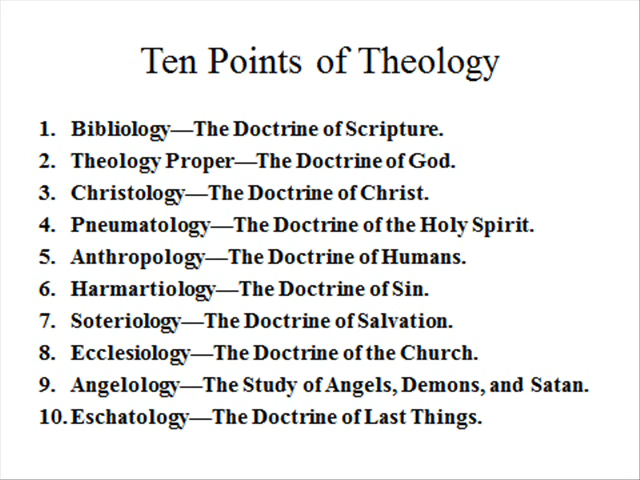 Ten Points of Theology
1. Bibliology—The Doctrine of Scripture.
2. Theology Proper—The Doctrine of God.
3. Christology—The Doctrine of Christ.
4. Pneumatology—The Doctrine of the Holy Spirit.
5. Anthropology—The Doctrine of Humans.
6. Harmartiology—The Doctrine of Sin.
7. Soteriology—The Doctrine of Salvation.
8. Ecclesiology—The Doctrine of the Church.
9. Angelology—The Study of Angels, Demons, and Satan.
10. Eschatology—The Doctrine of Last Things.